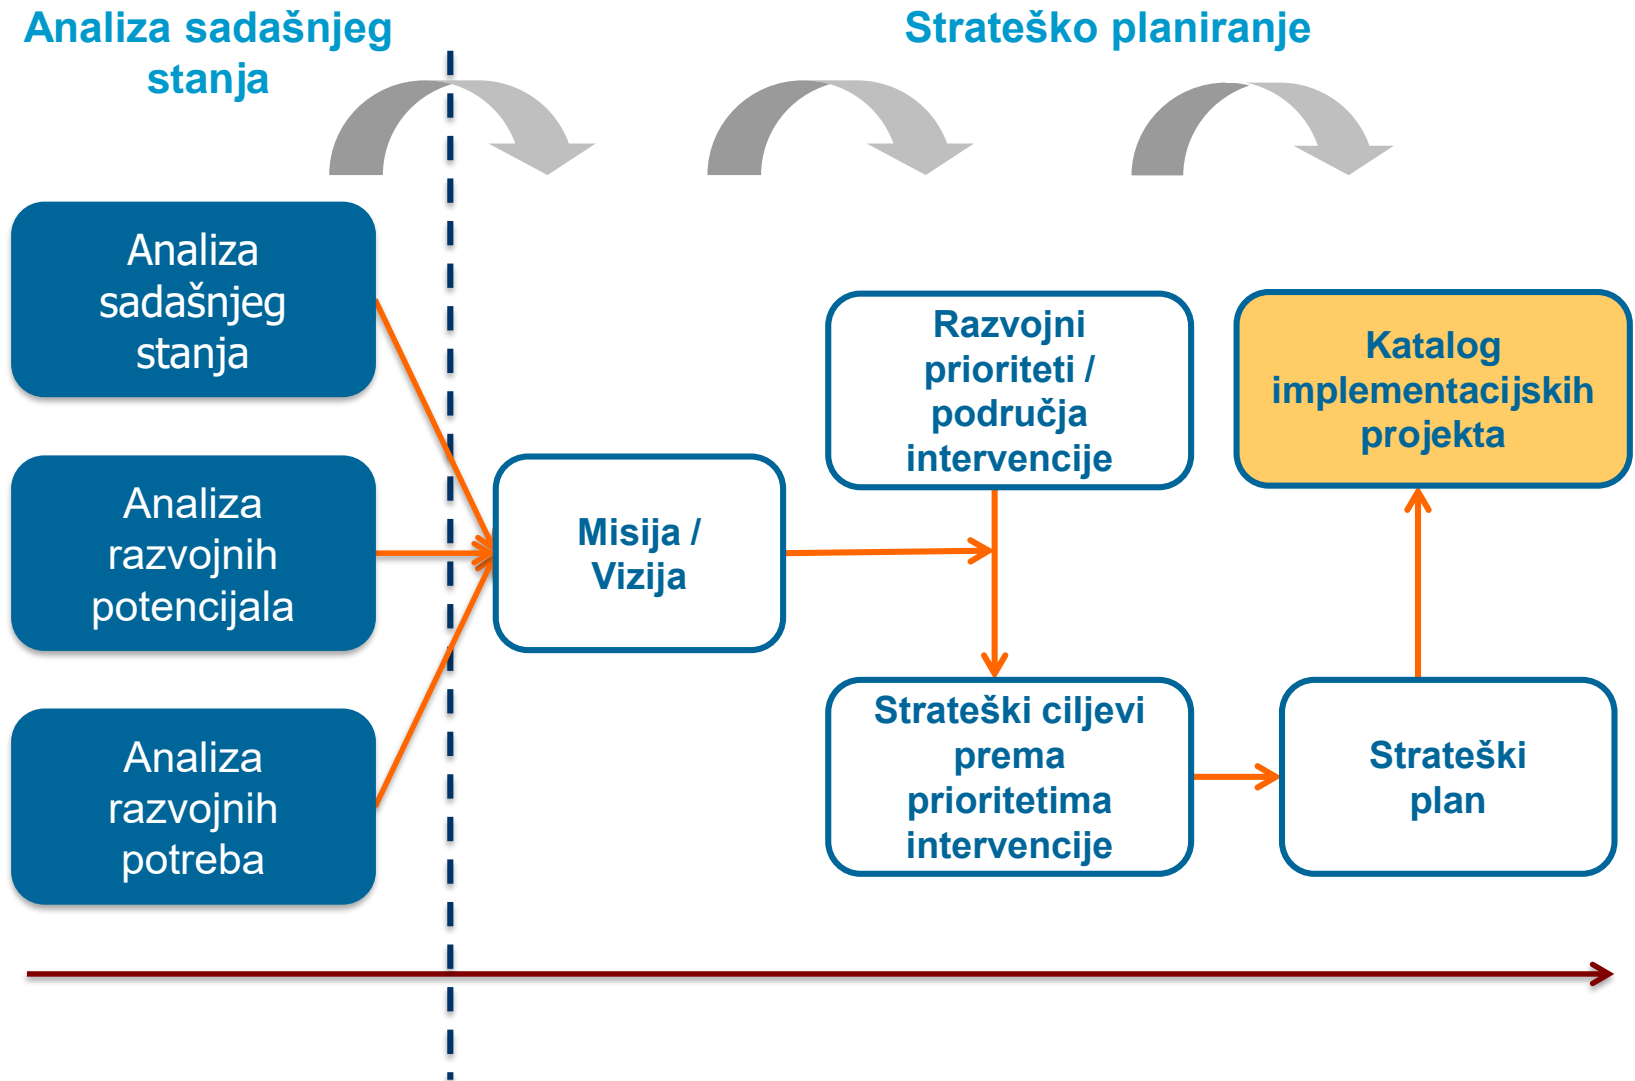 Analiza sadašnjeg
stanja
Strateško planiranje
Analiza
sadašnjeg
stanja
Analiza
razvojnih
potencijala
Analiza
razvojnih
potreba
Misija /
Vizija
Razvojni
prioriteti /
područja
intervencije
Strateški ciljevi
prema
prioritetima
intervencije
Katalog
implementacijskih
projekta
Strateški
plan